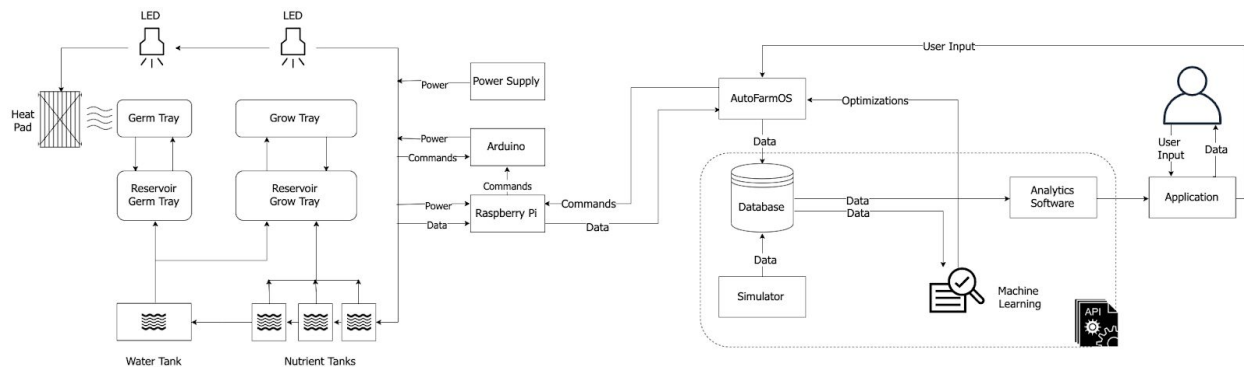 LED
LED
User Input
Power
Power Supply
AutoFarmOS
Optimizations
Heat
Pad
Germ Tray
Grow Tray
Power
Arduino
Commands
Data
User
Input
Data
Commands
Reservoir
Germ Tray
Reservoir
Grow Tray
Power
Raspberry Pi
Commands
Data
Data
Database
Data
Data
Analytics
Software
Application
Data
Simulator
Machine
Learning
API
Water Tank
Nutrient Tanks